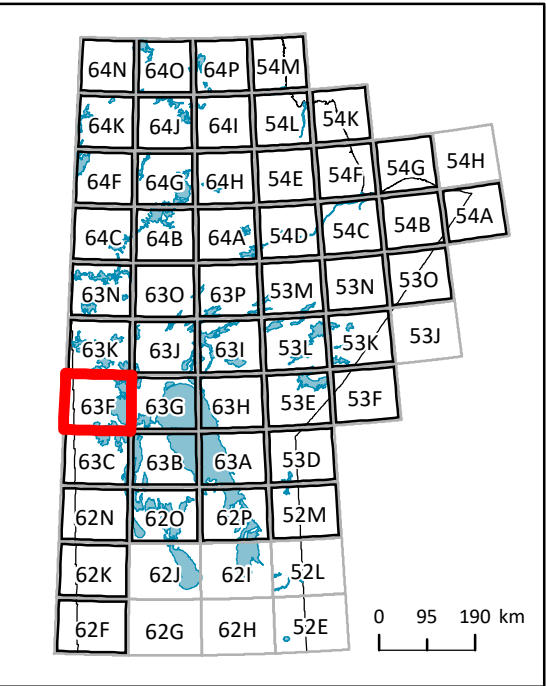 64N 64O 64P 54M
64K 64J 64I 54L 54K
64F 64G 64H 54E 54F 54G 54H
64C 64B 64A 54D 54C 54B 54A
63N 63O 63P 53M 53N 53O
63K 63J 63I 53L 53K 53J
63F 63G 63H 53E 53F
63C 63B 63A 53D
62N 62O 62P 52M
62K 62J 62I 52L
62F 62G 62H 52E
0 95 190 km